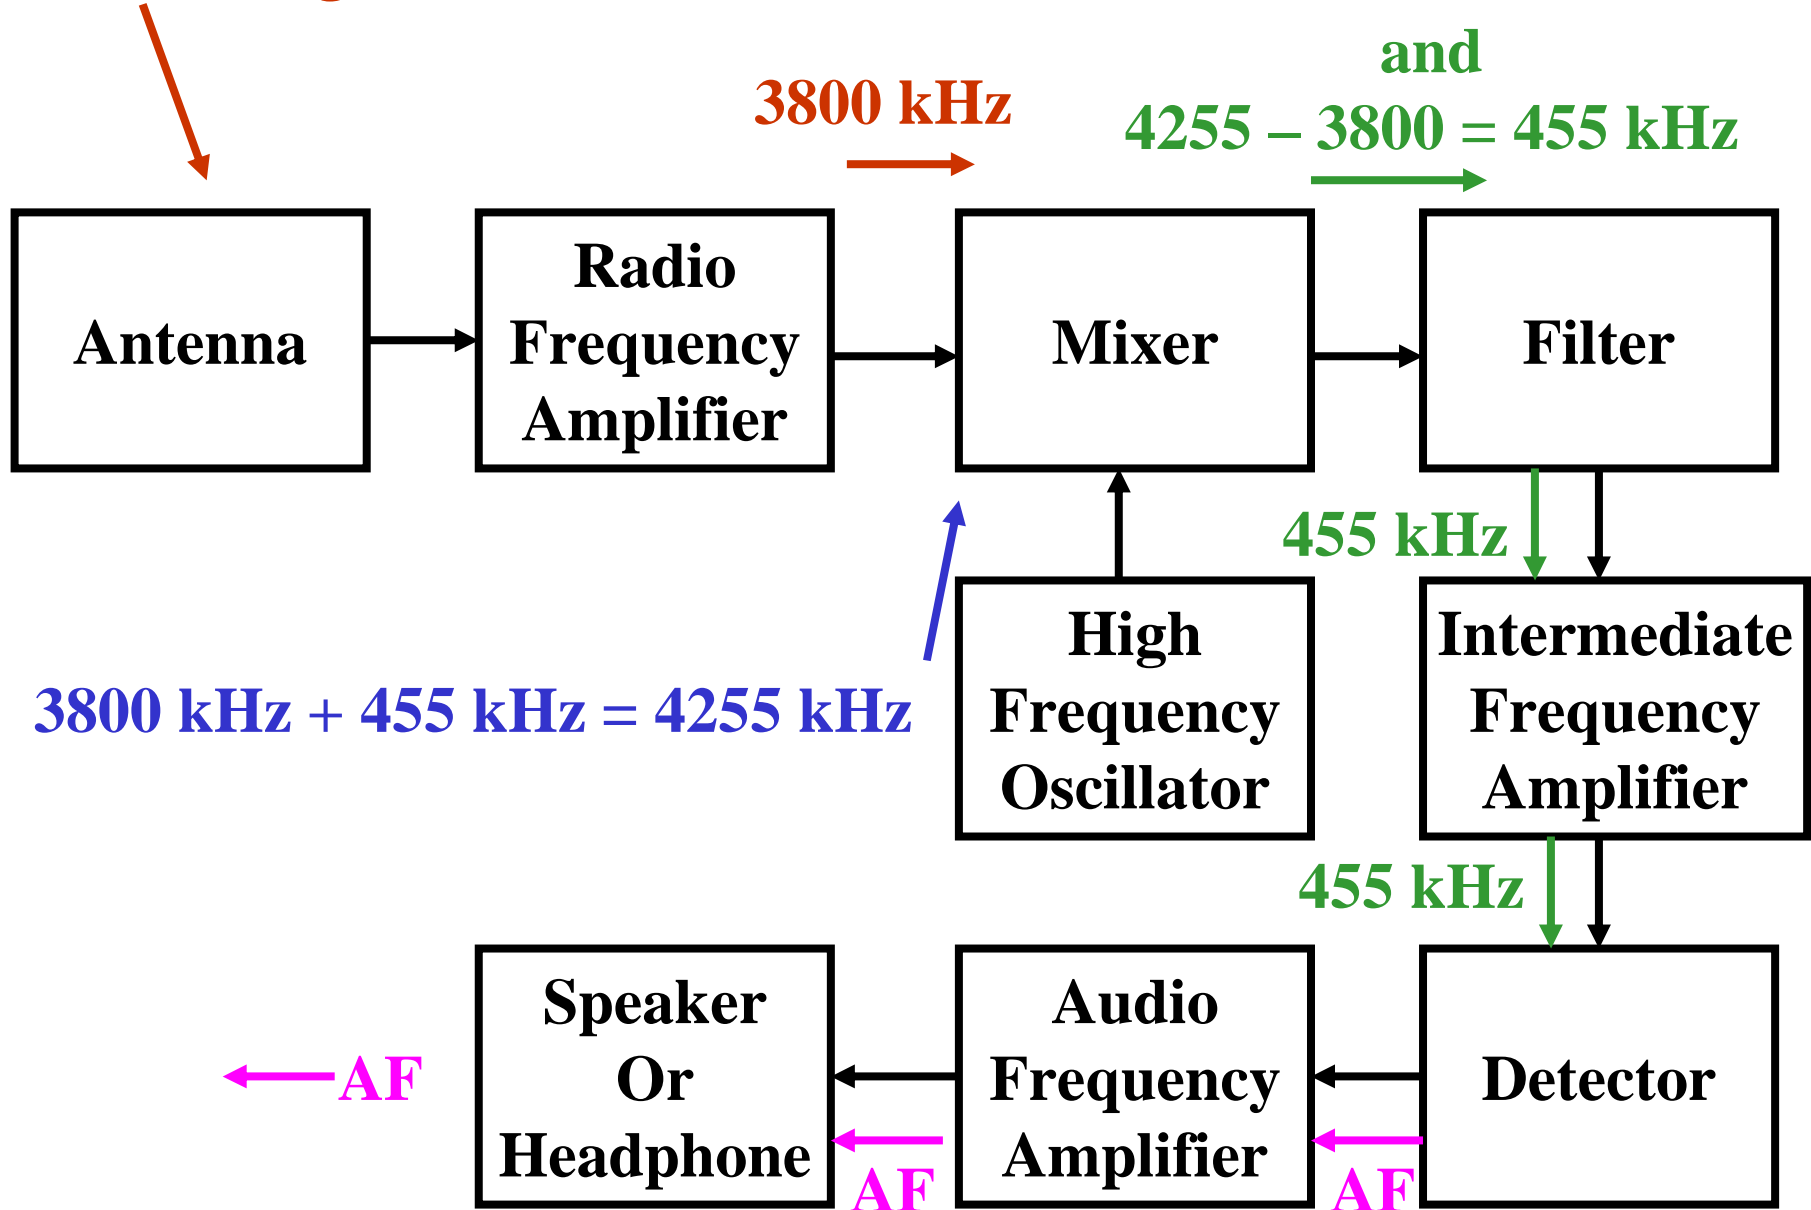 and
3800 kHz
4255 – 3800 = 455 kHz
Antenna
Radio
Frequency
Amplifier
Mixer
Filter
455 kHz
3800 kHz + 455 kHz = 4255 kHz
High
Frequency
Oscillator
Intermediate
Frequency
Amplifier
455 kHz
AF
Speaker
Or
Headphone
AF
Audio
Frequency
Amplifier
AF
Detector